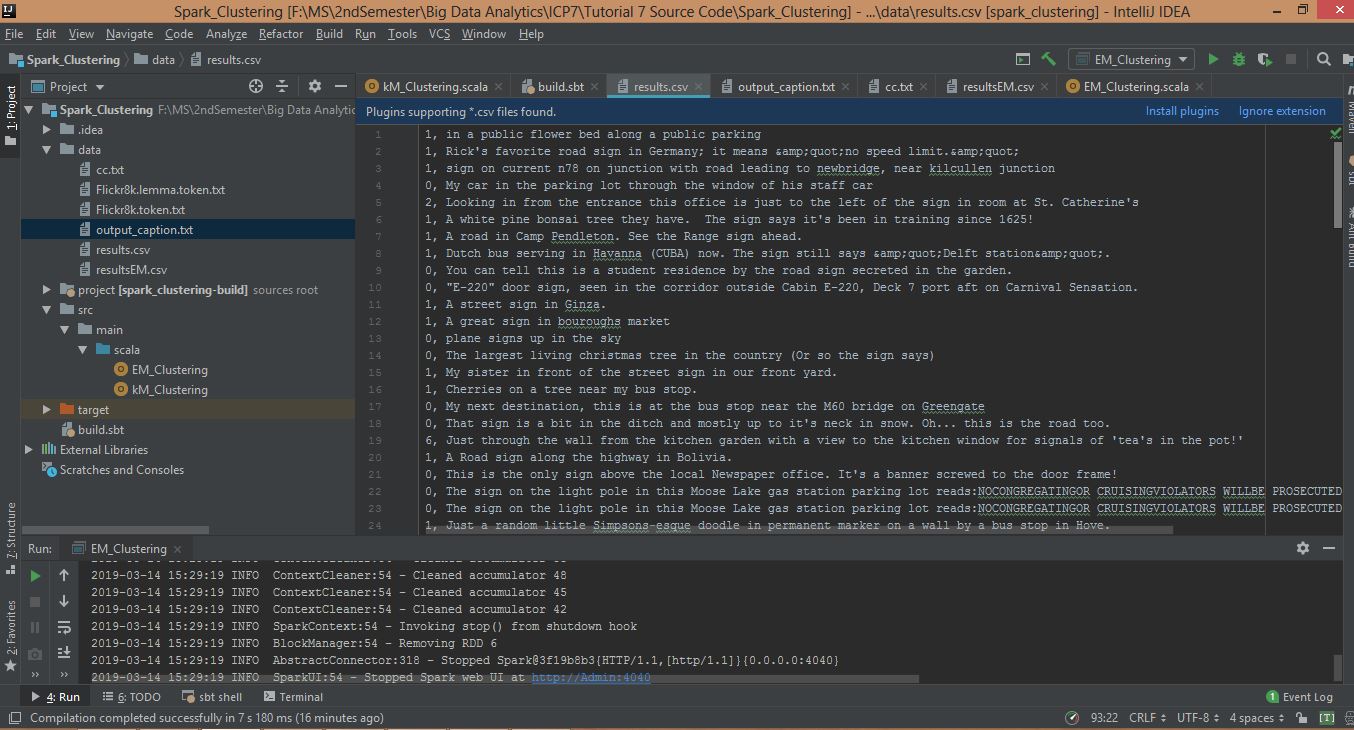 Spark_Clustering [F:\MS\2ndSemester\Big Data Analytics\ICP7\Tutorial 7 Source Code\Spark_Clustering] - ...\data\results.csv [spark_clustering] - IntelliJ IDEA
File Edit View Navigate Code Analyze Refactor Build Run Tools VCS Window Help
Spark_Clustering data results.csv EM_Clustering
1: Project
Project
kM_Clustering.scala build.sbt results.csv output_caption.txt cc.txt resultsEM.csv EM_Clustering.scala
Spark_Clustering F:\MS\2ndSemester\Big Data Analytic
.idea
data
cc.txt
Flickr8k.lemma.token.txt
Flickr8k.token.txt
output_caption.txt
results.csv
resultsEM.csv
project [spark_clustering-build] sources root
src
main
scala
EM_Clustering
kM_Clustering
target
build.sbt
External Libraries
Scratches and Consoles
Plugins supporting *.csv files found. Install plugins Ignore extension
1 1, in a public flower bed along a public parking
2 1, Rick's favorite road sign in Germany; it means &amp;quot;no speed limit.&amp;quot;
3 1, sign on current n78 on junction with road leading to newbridge, near kilcullen junction
4 0, My car in the parking lot through the window of his staff car
5 2, Looking in from the entrance this office is just to the left of the sign in room at St. Catherine's
6 1, A white pine bonsai tree they have.  The sign says it's been in training since 1625!
7 1, A road in Camp Pendleton. See the Range sign ahead.
8 1, Dutch bus serving in Havanna (CUBA) now. The sign still says &amp;quot;Delft station&amp;quot;.
9 0, You can tell this is a student residence by the road sign secreted in the garden.
10 0, "E-220" door sign, seen in the corridor outside Cabin E-220, Deck 7 port aft on Carnival Sensation.
11 1, A street sign in Ginza.
12 1, A great sign in bouroughs market
13 0, plane signs up in the sky
14 0, The largest living christmas tree in the country (Or so the sign says)
15 1, My sister in front of the street sign in our front yard.
16 1, Cherries on a tree near my bus stop.
17 0, My next destination, this is at the bus stop near the M60 bridge on Greengate
18 0, That sign is a bit in the ditch and mostly up to it's neck in snow. Oh... this is the road too.
19 6, Just through the wall from the kitchen garden with a view to the kitchen window for signals of 'tea's in the pot!'
20 1, A Road sign along the highway in Bolivia.
21 0, This is the only sign above the local Newspaper office. It's a banner screwed to the door frame!
22 0, The sign on the light pole in this Moose Lake gas station parking lot reads:NOCONGREGATINGOR CRUISINGVIOLATORS WILLBE PROSECUTED
23 0, The sign on the light pole in this Moose Lake gas station parking lot reads:NOCONGREGATINGOR CRUISINGVIOLATORS WILLBE PROSECUTED
24 1, Just a random little Simpsons-esque doodle in permanent marker on a wall by a bus stop in Hove.
7: Structure
2: Favorites
Run: EM_Clustering
2019-03-14 15:29:19 INFO  ContextCleaner:54 - Cleaned accumulator 48
2019-03-14 15:29:19 INFO  ContextCleaner:54 - Cleaned accumulator 45
2019-03-14 15:29:19 INFO  ContextCleaner:54 - Cleaned accumulator 42
2019-03-14 15:29:19 INFO  SparkContext:54 - Invoking stop() from shutdown hook
2019-03-14 15:29:19 INFO  BlockManager:54 - Removing RDD 6
2019-03-14 15:29:19 INFO  AbstractConnector:318 - Stopped Spark@3f19b8b3{HTTP/1.1,[http/1.1]}{0.0.0.0:4040}
2019-03-14 15:29:19 INFO  SparkUI:54 - Stopped Spark web UI at http://Admin:4040
4: Run 6: TODO sbt shell Terminal 1 Event Log
Compilation completed successfully in 7 s 180 ms (16 minutes ago) 93:22 CRLF UTF-8 4 spaces [T]